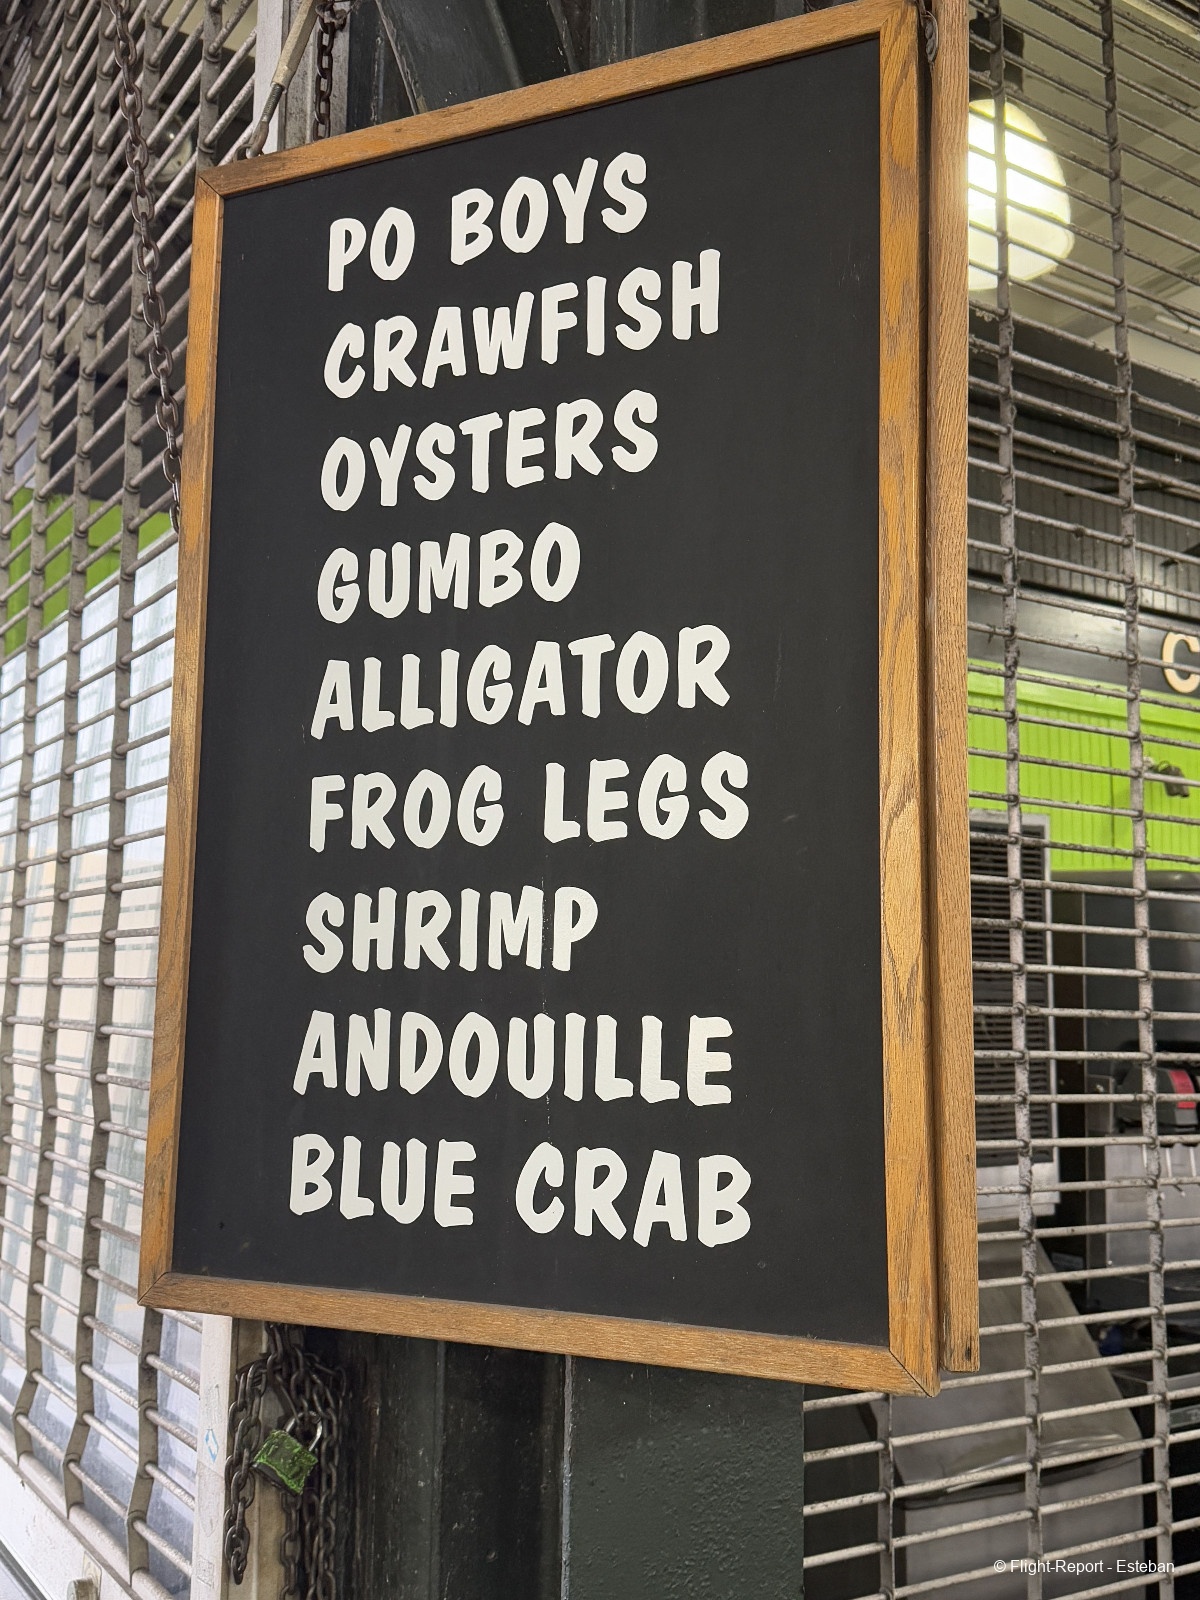 PO BOYS
CRAWFISH
OYSTERS
GUMBO
ALLIGATOR
FROG LEGS
SHRIMP
ANDOUILLE
BLUE CRAB
C
© Flight-Report - Esteban